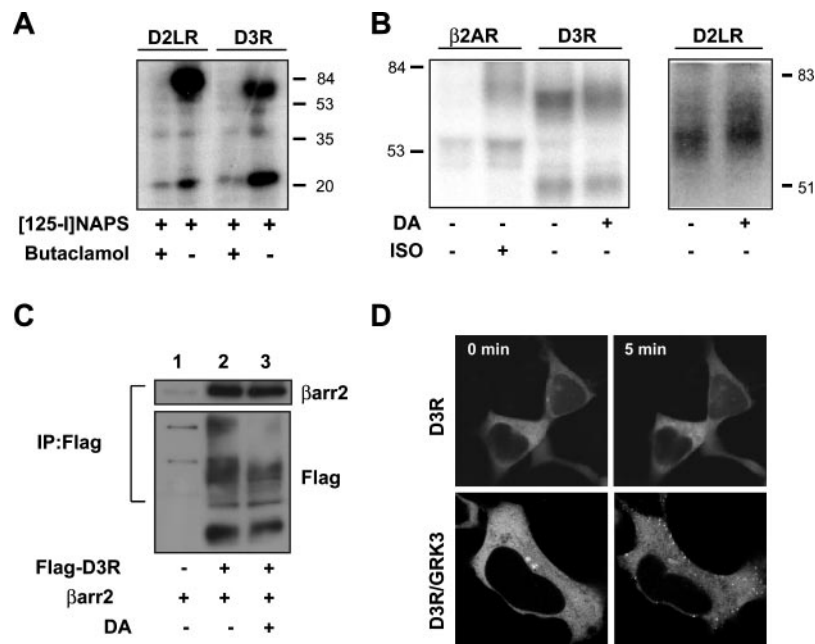 A
D2LR D3R
84
53
35
20
[125-I]NAPS + + + +
Butaclamol + - + -
B
β2AR D3R D2LR
84
53
83
51
DA - - - + - +
ISO - + - - - -
C
1 2 3
βarr2
IP:Flag
Flag
Flag-D3R - + +
βarr2 + + +
DA +
D
0 min 5 min
D3R
D3R/GRK3